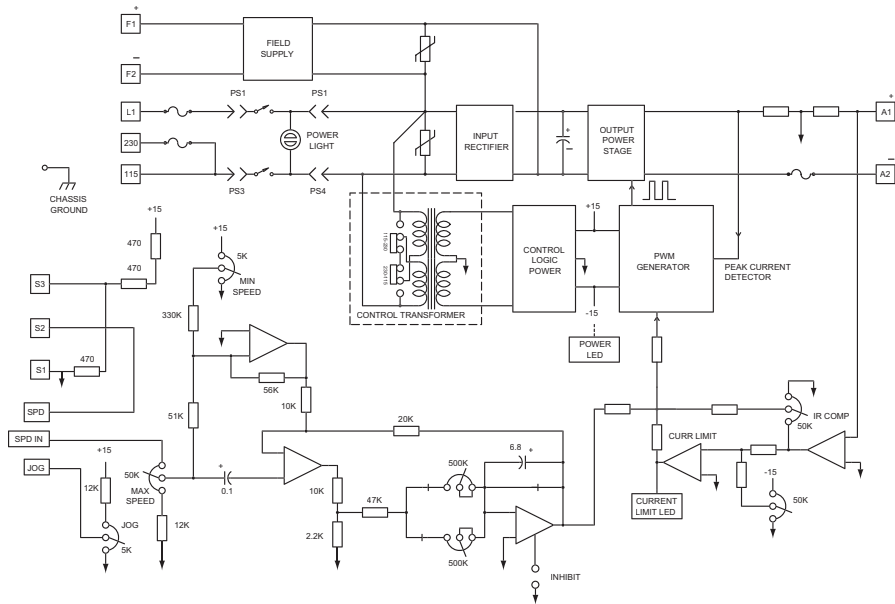 +
F1
FIELD
SUPPLY
−
F2
PS1
PS1
L1
230
115
POWER
LIGHT
PS3
PS4
INPUT
RECTIFIER
+
−
OUTPUT
POWER
STAGE
+
A1
−
A2
CHASSIS
GROUND
+15
470
470
S3
S2
S1
470
SPD
SPD IN
JOG
+15
5K
MIN
SPEED
330K
51K
56K
10K
CONTROL TRANSFORMER
CONTROL
LOGIC
POWER
+15
-15
PWM
GENERATOR
PEAK CURRENT
DETECTOR
POWER
LED
20K
IR COMP
50K
CURR LIMIT
CURRENT
LIMIT LED
-15
50K
+15
12K
50K
MAX
SPEED
JOG
5K
12K
+
0.1
10K
2.2K
47K
500K
500K
6.8
+
INHIBIT